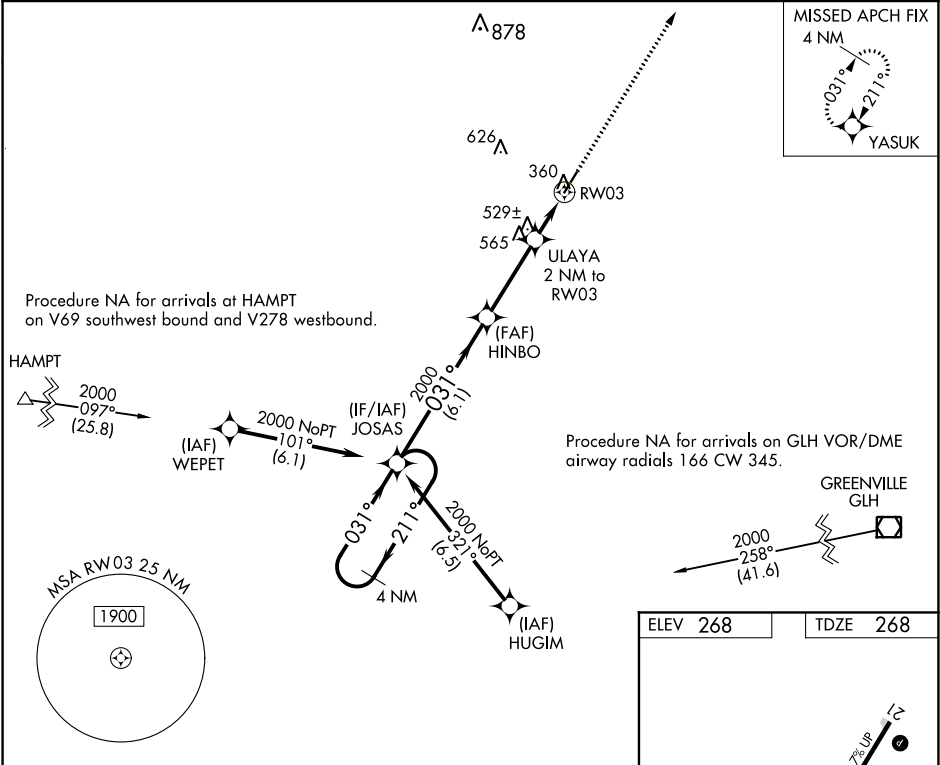 878
MISSED APCH FIX
4 NM
031°
211°
YASUK
626
360
RW03
529±
565
ULAYA
2 NM to
RW03
Procedure NA for arrivals at HAMPT
on V69 southwest bound and V278 westbound.
(FAF)
HINBO
HAMPT
2000
097°
(25.8)
2000
031°
(6.1)
(IF/IAF)
JOSAS
2000 NoPT
101°
(6.1)
(IAF)
WEPET
Procedure NA for arrivals on GLH VOR/DME
airway radials 166 CW 345.
GREENVILLE
GLH
031°
211°
2000 NoPT
321°
(6.5)
2000
258°
(41.6)
4 NM
MSA RW03 25 NM
1900
(IAF)
HUGIM
ELEV 268
TDZE 268
21
7% UP
P